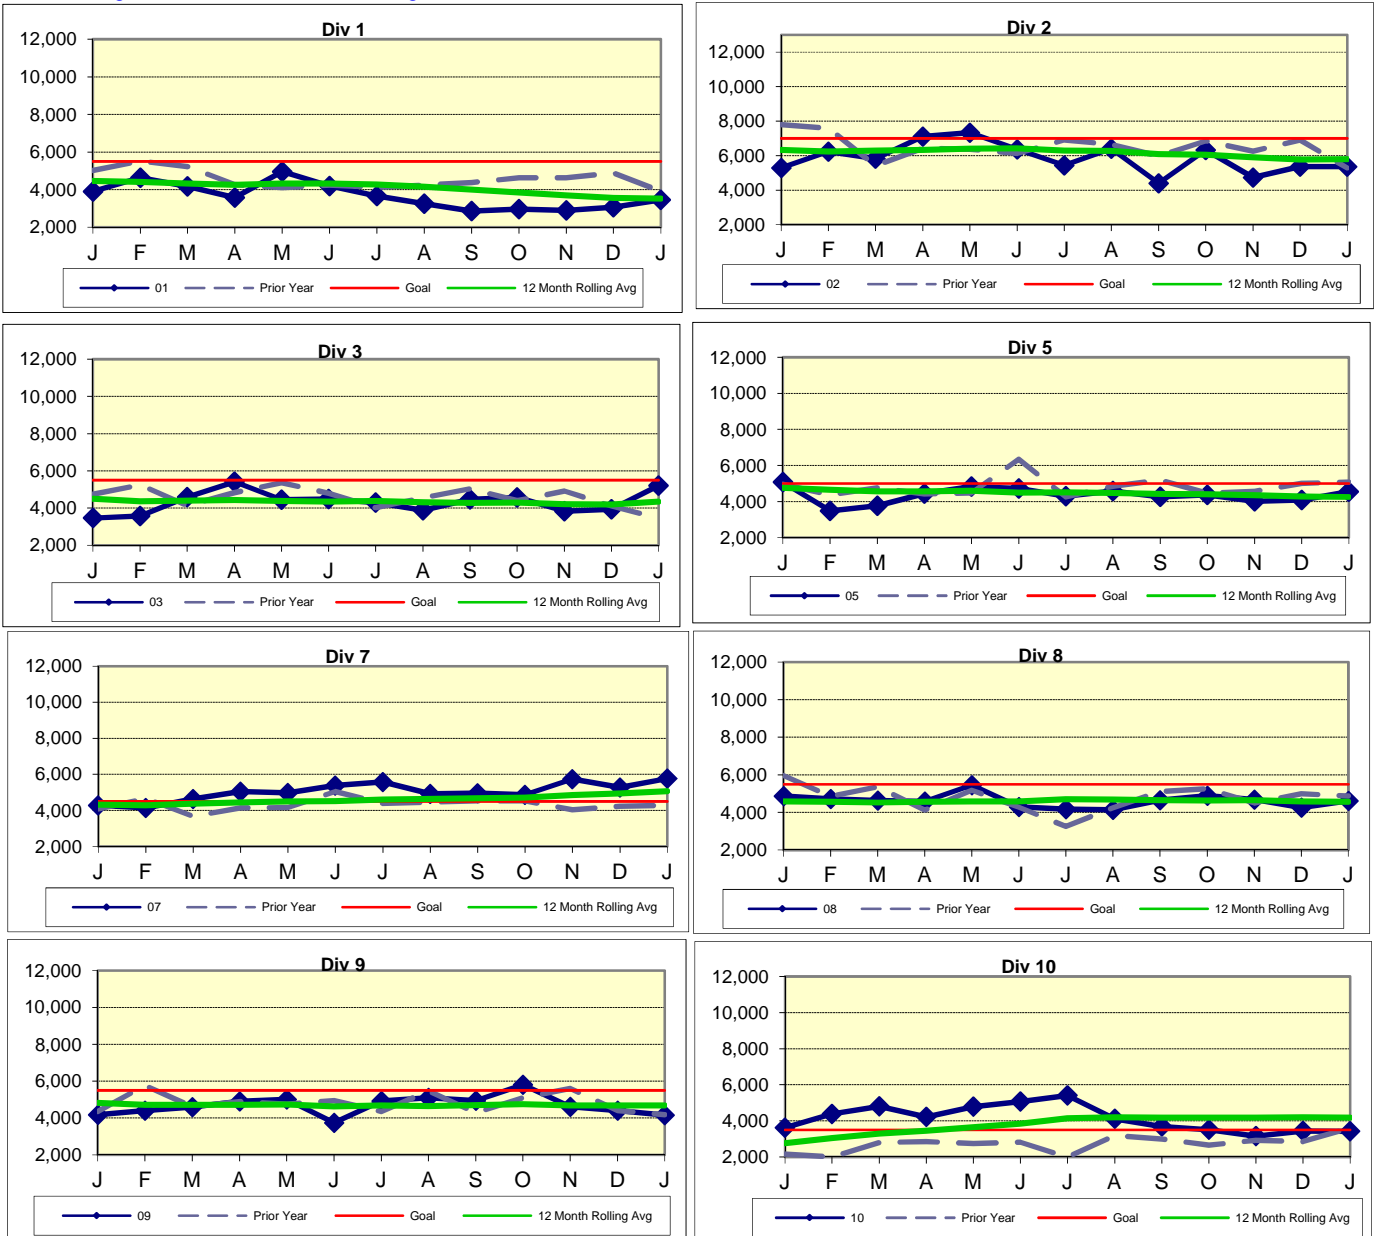 Div 1
12,000
10,000
8,000
6,000
4,000
2,000
J F M A M J J A S O N D J
01 Prior Year Goal 12 Month Rolling Avg
Div 2
12,000
10,000
8,000
6,000
4,000
2,000
J F M A M J J A S O N D J
02 Prior Year Goal 12 Month Rolling Avg
Div 3
12,000
10,000
8,000
6,000
4,000
2,000
J F M A M J J A S O N D J
03 Prior Year Goal 12 Month Rolling Avg
Div 5
12,000
10,000
8,000
6,000
4,000
2,000
J F M A M J J A S O N D J
05 Prior Year Goal 12 Month Rolling Avg
Div 7
12,000
10,000
8,000
6,000
4,000
2,000
J F M A M J J A S O N D J
07 Prior Year Goal 12 Month Rolling Avg
Div 8
12,000
10,000
8,000
6,000
4,000
2,000
J F M A M J J A S O N D J
08 Prior Year Goal 12 Month Rolling Avg
Div 9
12,000
10,000
8,000
6,000
4,000
2,000
J F M A M J J A S O N D J
09 Prior Year Goal 12 Month Rolling Avg
Div 10
12,000
10,000
8,000
6,000
4,000
2,000
J F M A M J J A S O N D J
10 Prior Year Goal 12 Month Rolling Avg